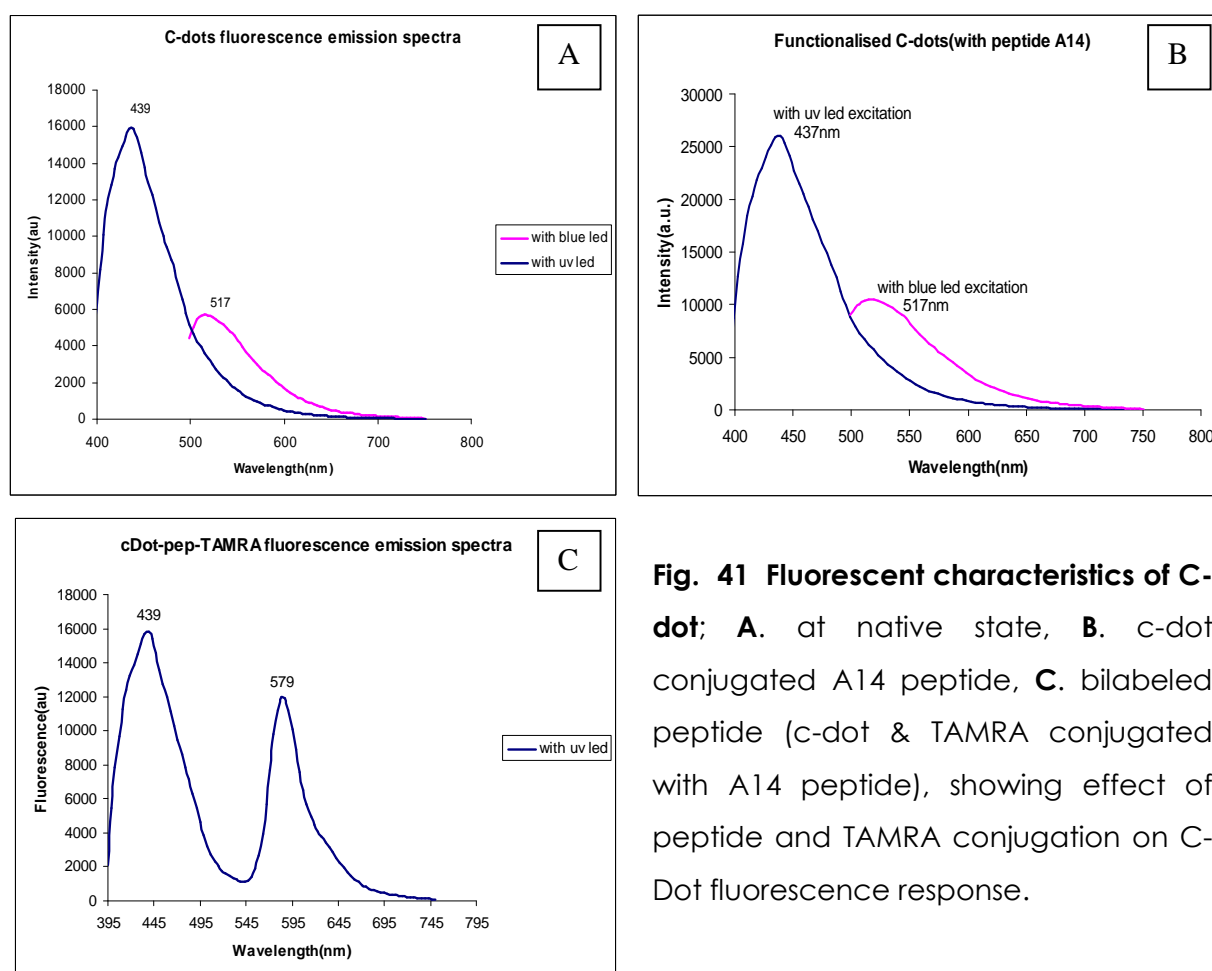 C-dots fluorescence emission spectra
A
18000
16000
14000
12000
10000
8000
6000
4000
2000
0
439
517
Intensity(au)
400 500 600 700 800
Wavelength(nm)
with blue led
with uv led
Functionalised C-dots(with peptide A14)
B
30000
25000
20000
15000
10000
5000
0
with uv led excitation
437nm
with blue led excitation
517nm
Intensity(a.u.)
400 450 500 550 600 650 700 750 800
Wavelength(nm)
cDot-pep-TAMRA fluorescence emission spectra
C
18000
16000
14000
12000
10000
8000
6000
4000
2000
0
439
579
Fluorescence(au)
395 445 495 545 595 645 695 745 795
Wavelength(nm)
with uv led
Fig. 41 Fluorescent characteristics of C-
dot; A. at native state, B. c-dot
conjugated A14 peptide, C. bilabeled
peptide (c-dot & TAMRA conjugated
with A14 peptide), showing effect of
peptide and TAMRA conjugation on C-
Dot fluorescence response.